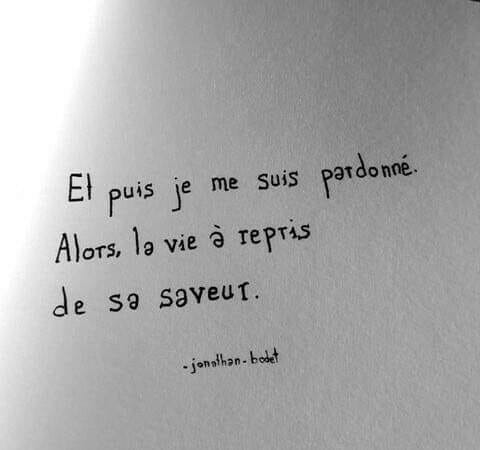 Et puis je me suis pardonné.
Alors, la vie à repris
de sa saveur.
-jonathan-bodet